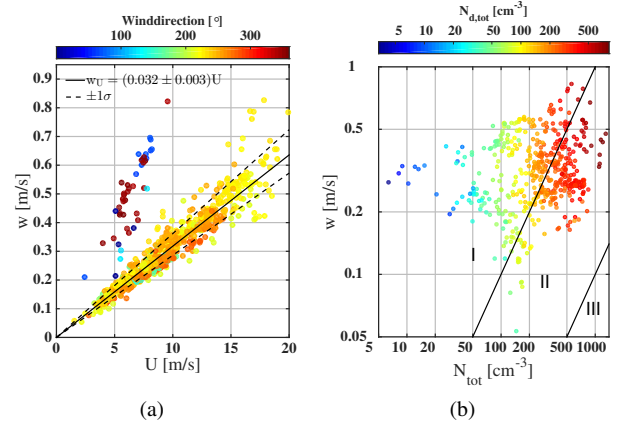 Winddirection [°]
100 200 300
0.9
0.8
0.7
0.6
0.5
0.4
0.3
0.2
0.1
0
w [m/s]
w_U = (0.032 ± 0.003)U
±1σ
0 5 10 15 20
U [m/s]
(a)
N_d,tot [cm⁻³]
5 10 50 100 200 500
1
0.5
0.2
0.1
0.05
w [m/s]
I
II
III
5 10 20 50 100 200 500 1000
N_tot [cm⁻³]
(b)